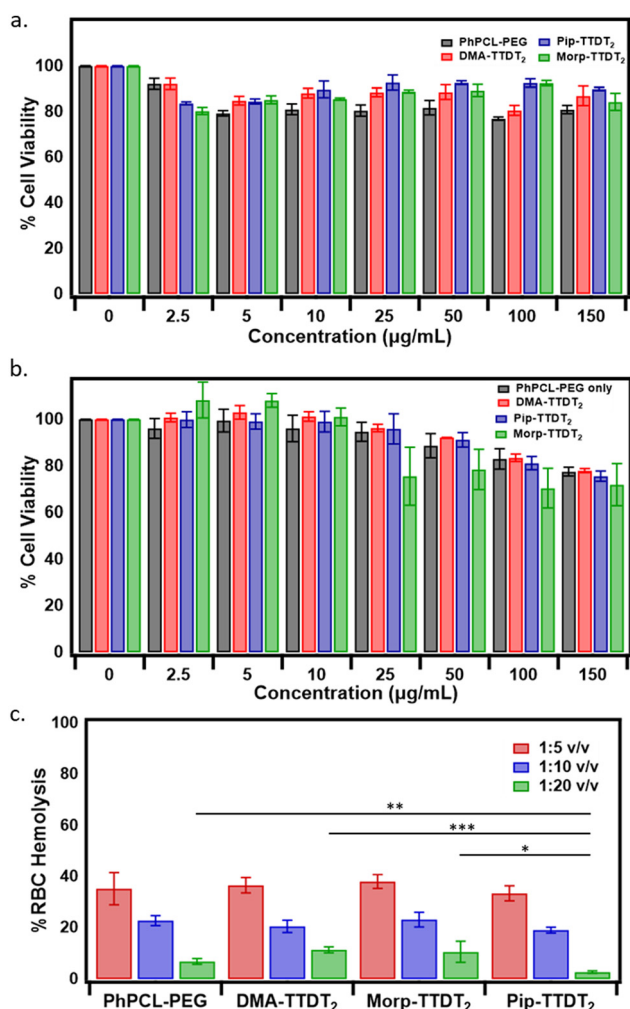 a.
PhPCL-PEG Pip-TTDT₂
DMA-TTDT₂ Morp-TTDT₂
% Cell Viability
100
80
60
40
20
0
0 2.5 5 10 25 50 100 150
Concentration (µg/mL)
b.
PhPCL-PEG only
DMA-TTDT₂
Pip-TTDT₂
Morp-TTDT₂
% Cell Viability
100
80
60
40
20
0
0 2.5 5 10 25 50 100 150
Concentration (µg/mL)
c.
1:5 v/v
1:10 v/v
1:20 v/v
% RBC Hemolysis
100
80
60
40
20
0
**
***
*
PhPCL-PEG DMA-TTDT₂ Morp-TTDT₂ Pip-TTDT₂